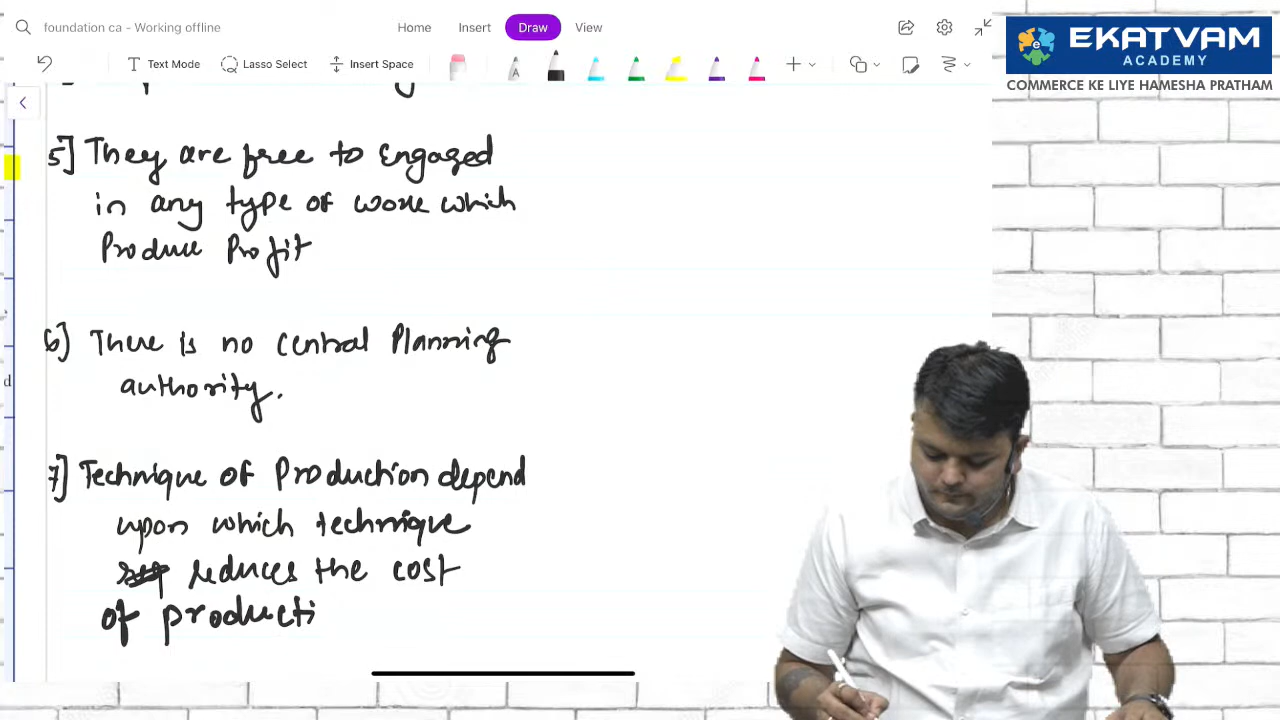 foundation ca - Working offline
Home Insert Draw View
EKATVAM
ACADEMY
COMMERCE KE LIYE HAMESHA PRATHAM
Text Mode Lasso Select Insert Space
5] They are free to Engaged
in any type of work which
Produce Profit
6) There is no central Planning
authority.
d
7] Technique of Production depend
upon which technique
reduces the cost
of producti